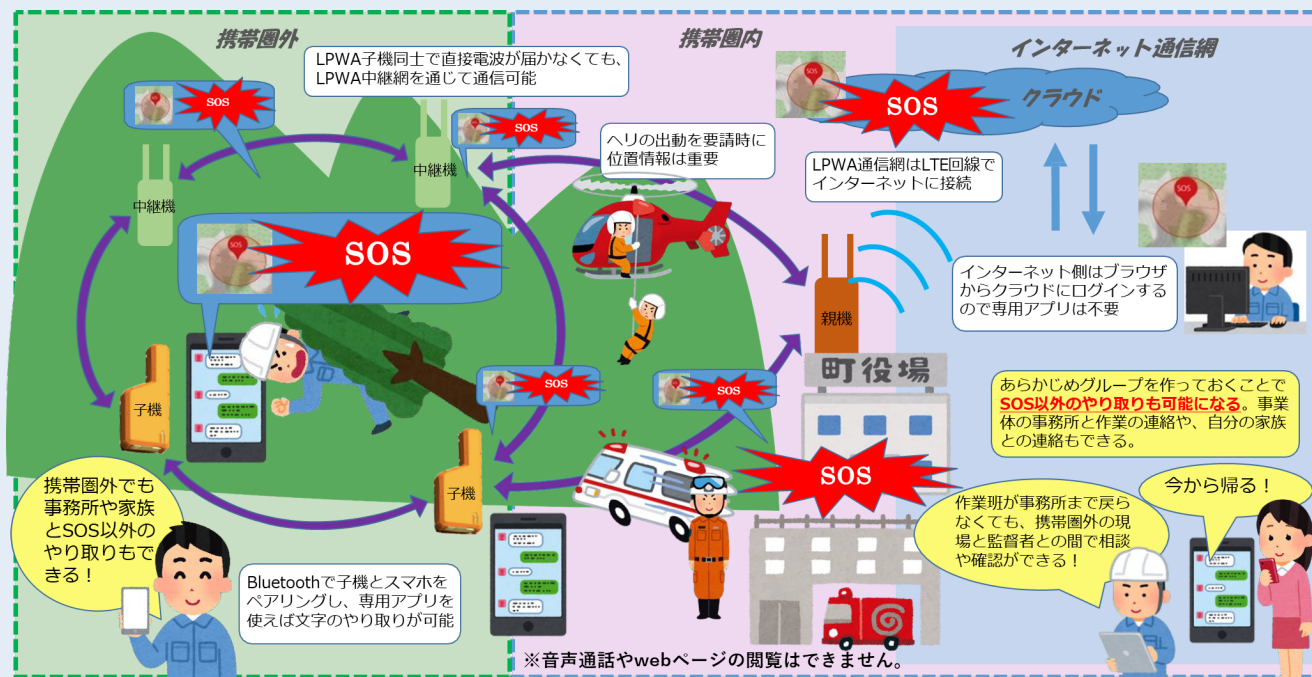 携帯圏外
携帯圏内
インターネット通信網
LPWA子機同士で直接電波が届かなくても、
LPWA中継網を通じて通信可能
SOS
中継機
SOS
中継機
SOS
ヘリの出動を要請時に
位置情報は重要
SOS
クラウド
LPWA通信網はLTE回線で
インターネットに接続
SOS
SOS
SOS
インターネット側はブラウザ
からクラウドにログインする
ので専用アプリは不要
親機
町役場
子機
SOS
SOS
子機
SOS
あらかじめグループを作っておくことで
SOS以外のやり取りも可能になる。事業
体の事務所と作業の連絡や、自分の家族
との連絡もできる。
携帯圏外でも
事務所や家族
とSOS以外の
やり取りもで
きる！
Bluetoothで子機とスマホを
ペアリングし、専用アプリを
使えば文字のやり取りが可能
作業班が事務所まで戻ら
なくても、携帯圏外の現
場と監督者との間で相談
や確認ができる！
今から帰る！
※音声通話やwebページの閲覧はできません。